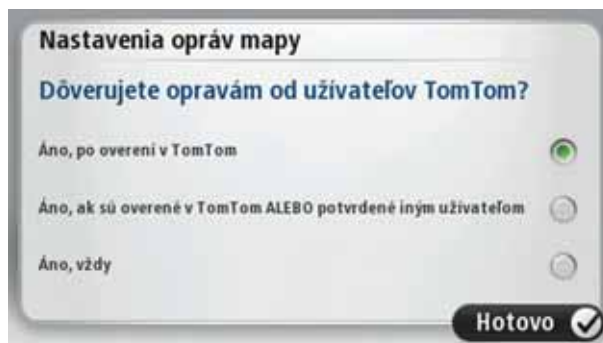 Nastavenia opráv mapy
Dôverujete opravám od užívateľov TomTom?
Áno, po overení v TomTom
Áno, ak sú overené v TomTom ALEBO potvrdené iným užívateľom
Áno, vždy
Hotovo